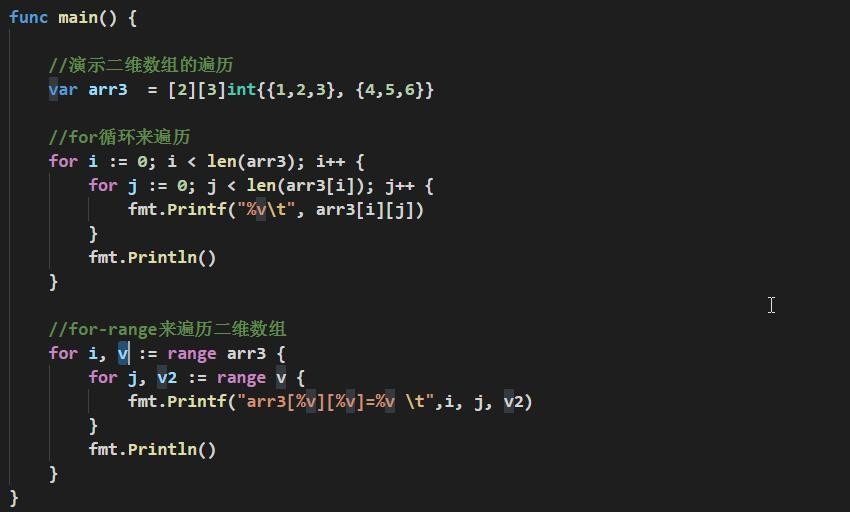 func main() {
//演示二维数组的遍历
var arr3  = [2][3]int{{1,2,3}, {4,5,6}}
//for循环来遍历
for i := 0; i < len(arr3); i++ {
for j := 0; j < len(arr3[i]); j++ {
fmt.Printf("%v\t", arr3[i][j])
}
fmt.Println()
}
//for-range来遍历二维数组
for i, v := range arr3 {
for j, v2 := range v {
fmt.Printf("arr3[%v][%v]=%v \t",i, j, v2)
}
fmt.Println()
}
}